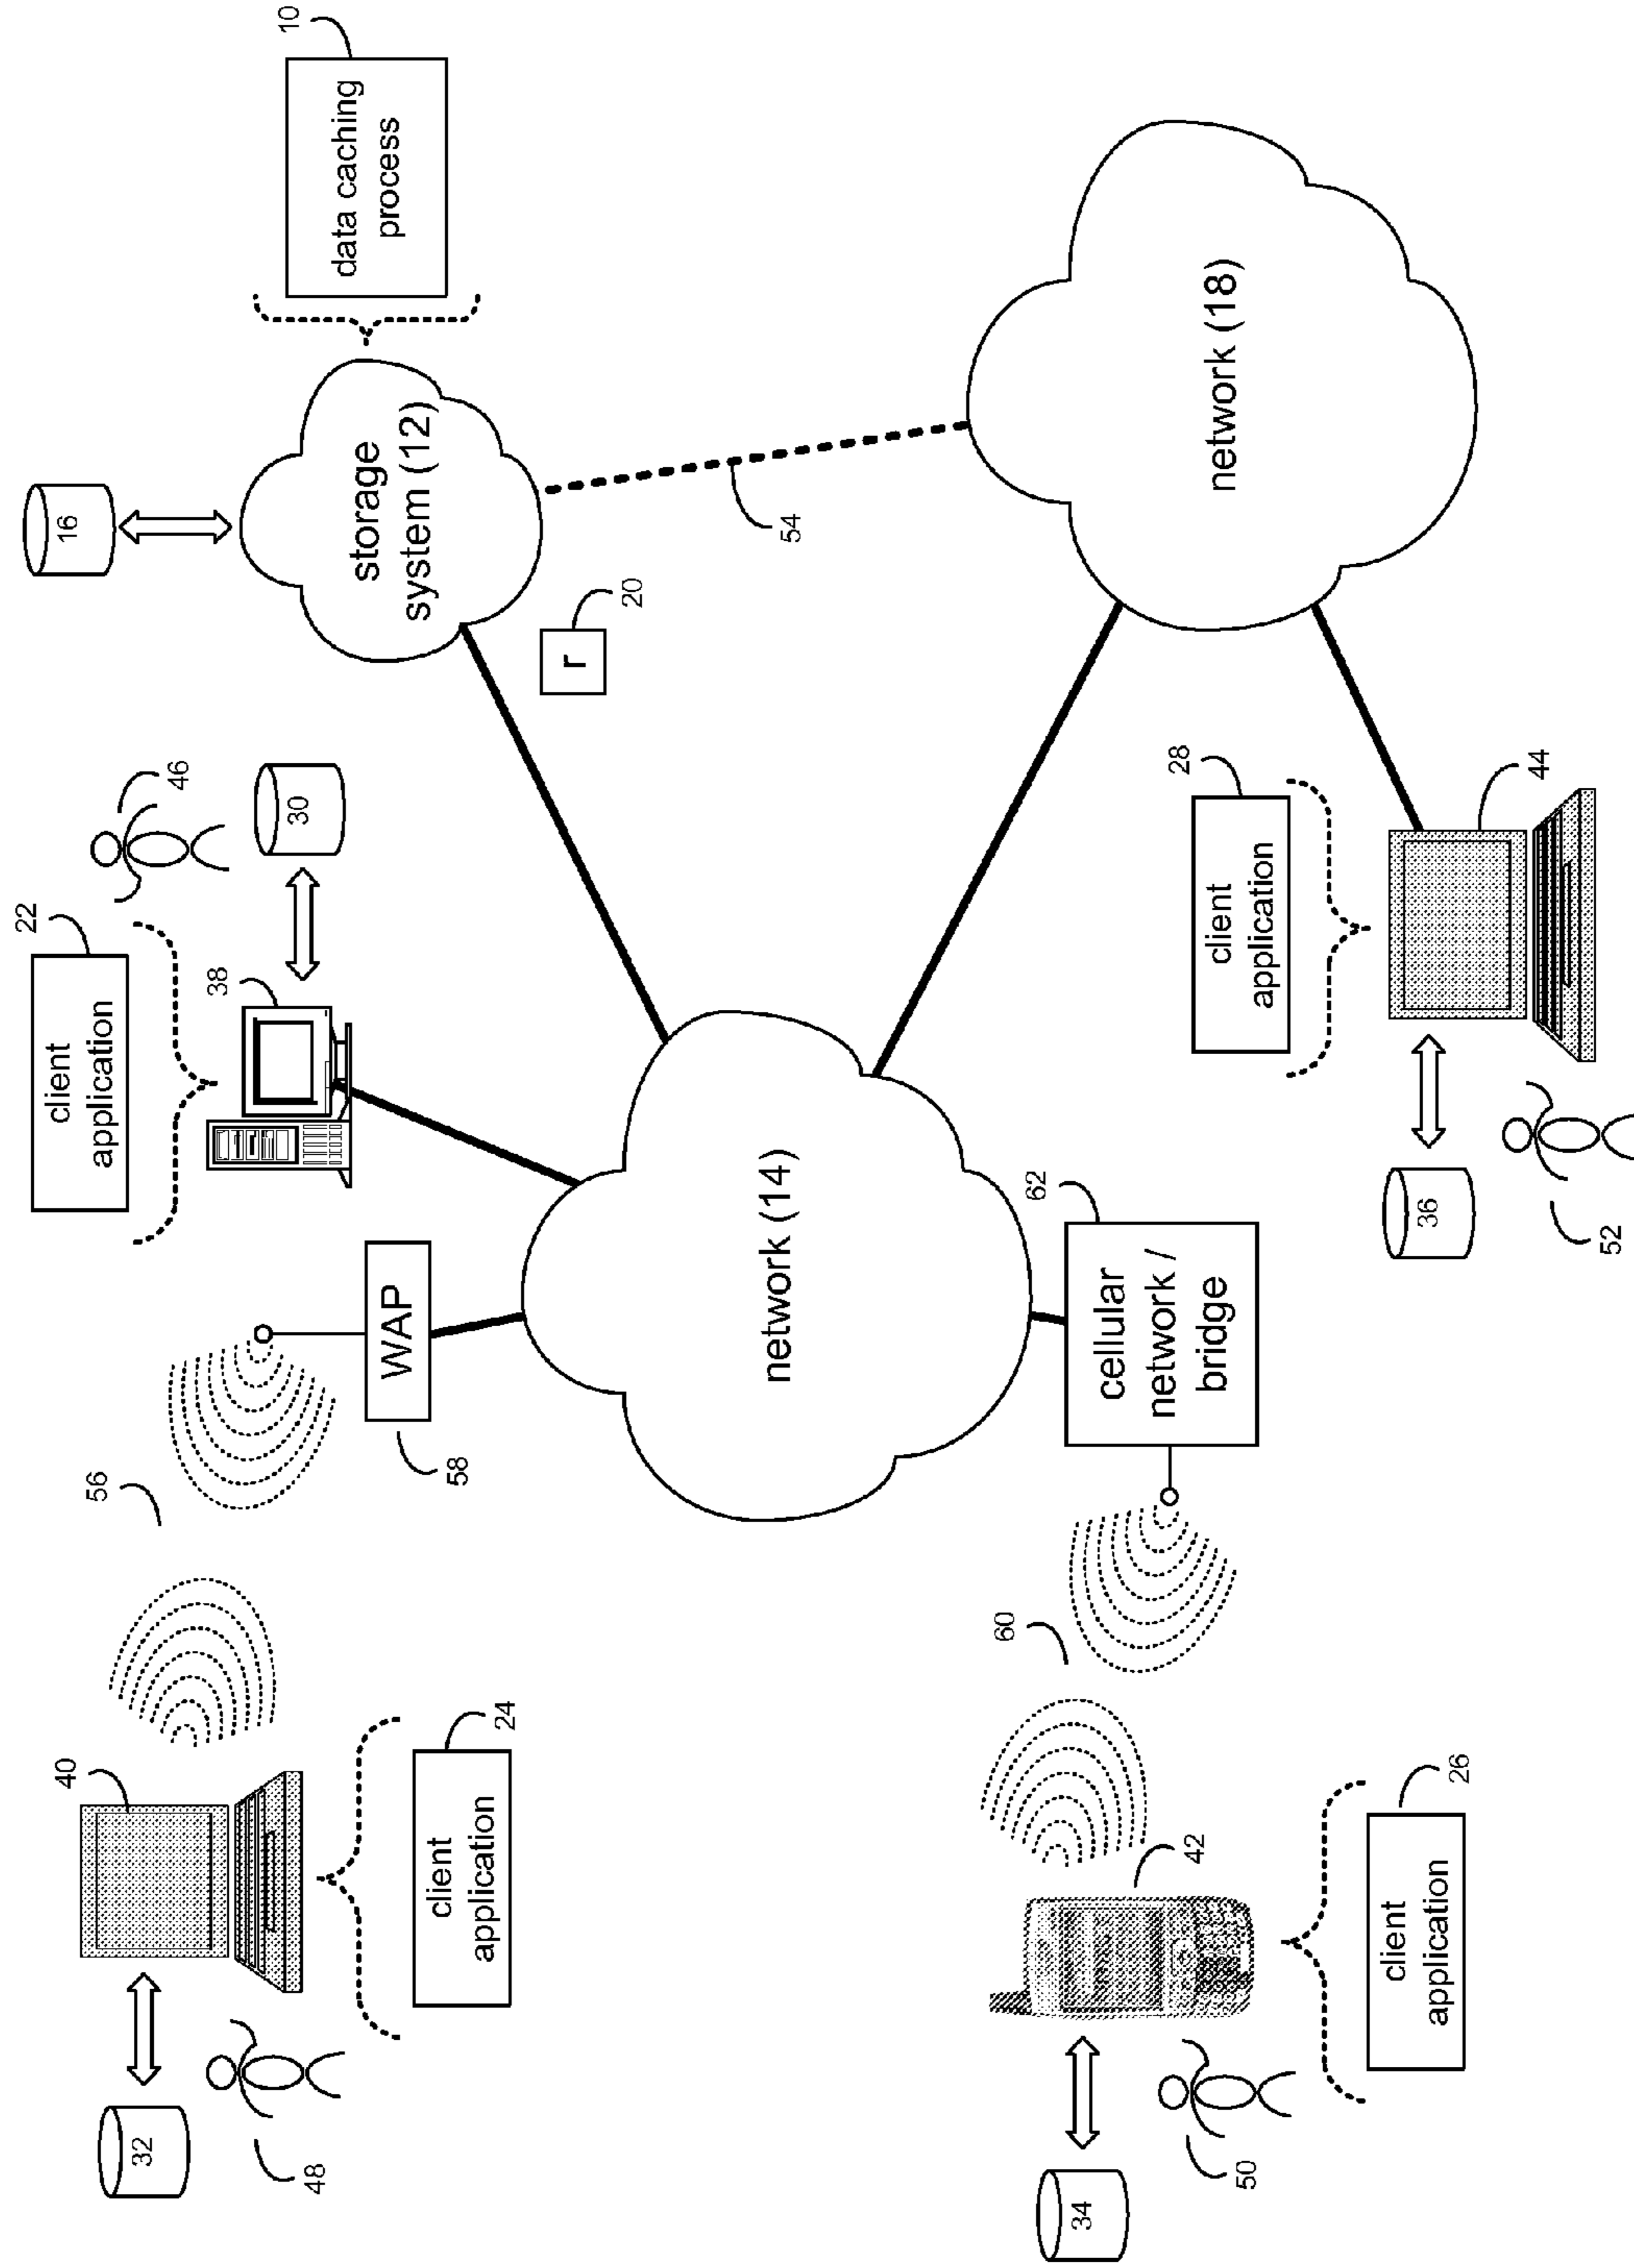 32
48
40
client
application
24
56
WAP
58
client
application
22
38
46
30
16
storage
system (12)
data caching
process
10
r
20
54
network (14)
network (18)
34
50
42
client
application
26
60
cellular
network /
bridge
62
36
52
client
application
28
44